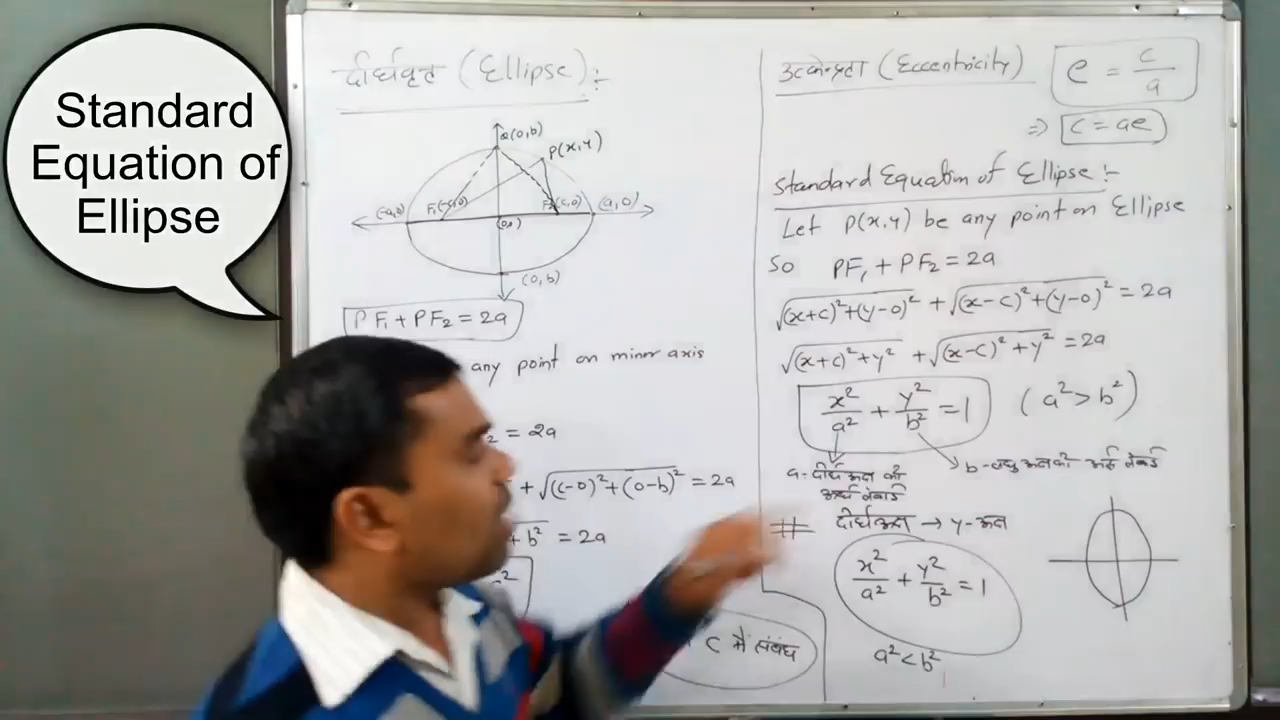 Standard
Equation of
Ellipse
दीर्घवृत्त (Ellipse):-
B(0,b)
P(x,y)
(-a,0)
F₁(-c,0)
F₂(c,0)
(a,0)
(0,b)
PF₁ + PF₂ = 2a
any point on minor axis
₂ = 2a
+ √(c-0)²+(0-b)² = 2a
+ b² = 2a
c में संबंध
उत्केन्द्रता (Eccentricity)
e = c/a
⇒ c = ae
Standard Equation of Ellipse:-
Let P(x,y) be any point on Ellipse
So PF₁ + PF₂ = 2a
√(x+c)²+(y-0)² + √(x-c)²+(y-0)² = 2a
√(x+c)²+y² + √(x-c)²+y² = 2a
x²/a² + y²/b² = 1 (a² > b²)
b - लघु अक्ष की अर्द्ध लंबाई
a - दीर्घ अक्ष की
अर्ध लंबाई
# दीर्घ अक्ष → y-अक्ष
x²/a² + y²/b² = 1
a² < b²